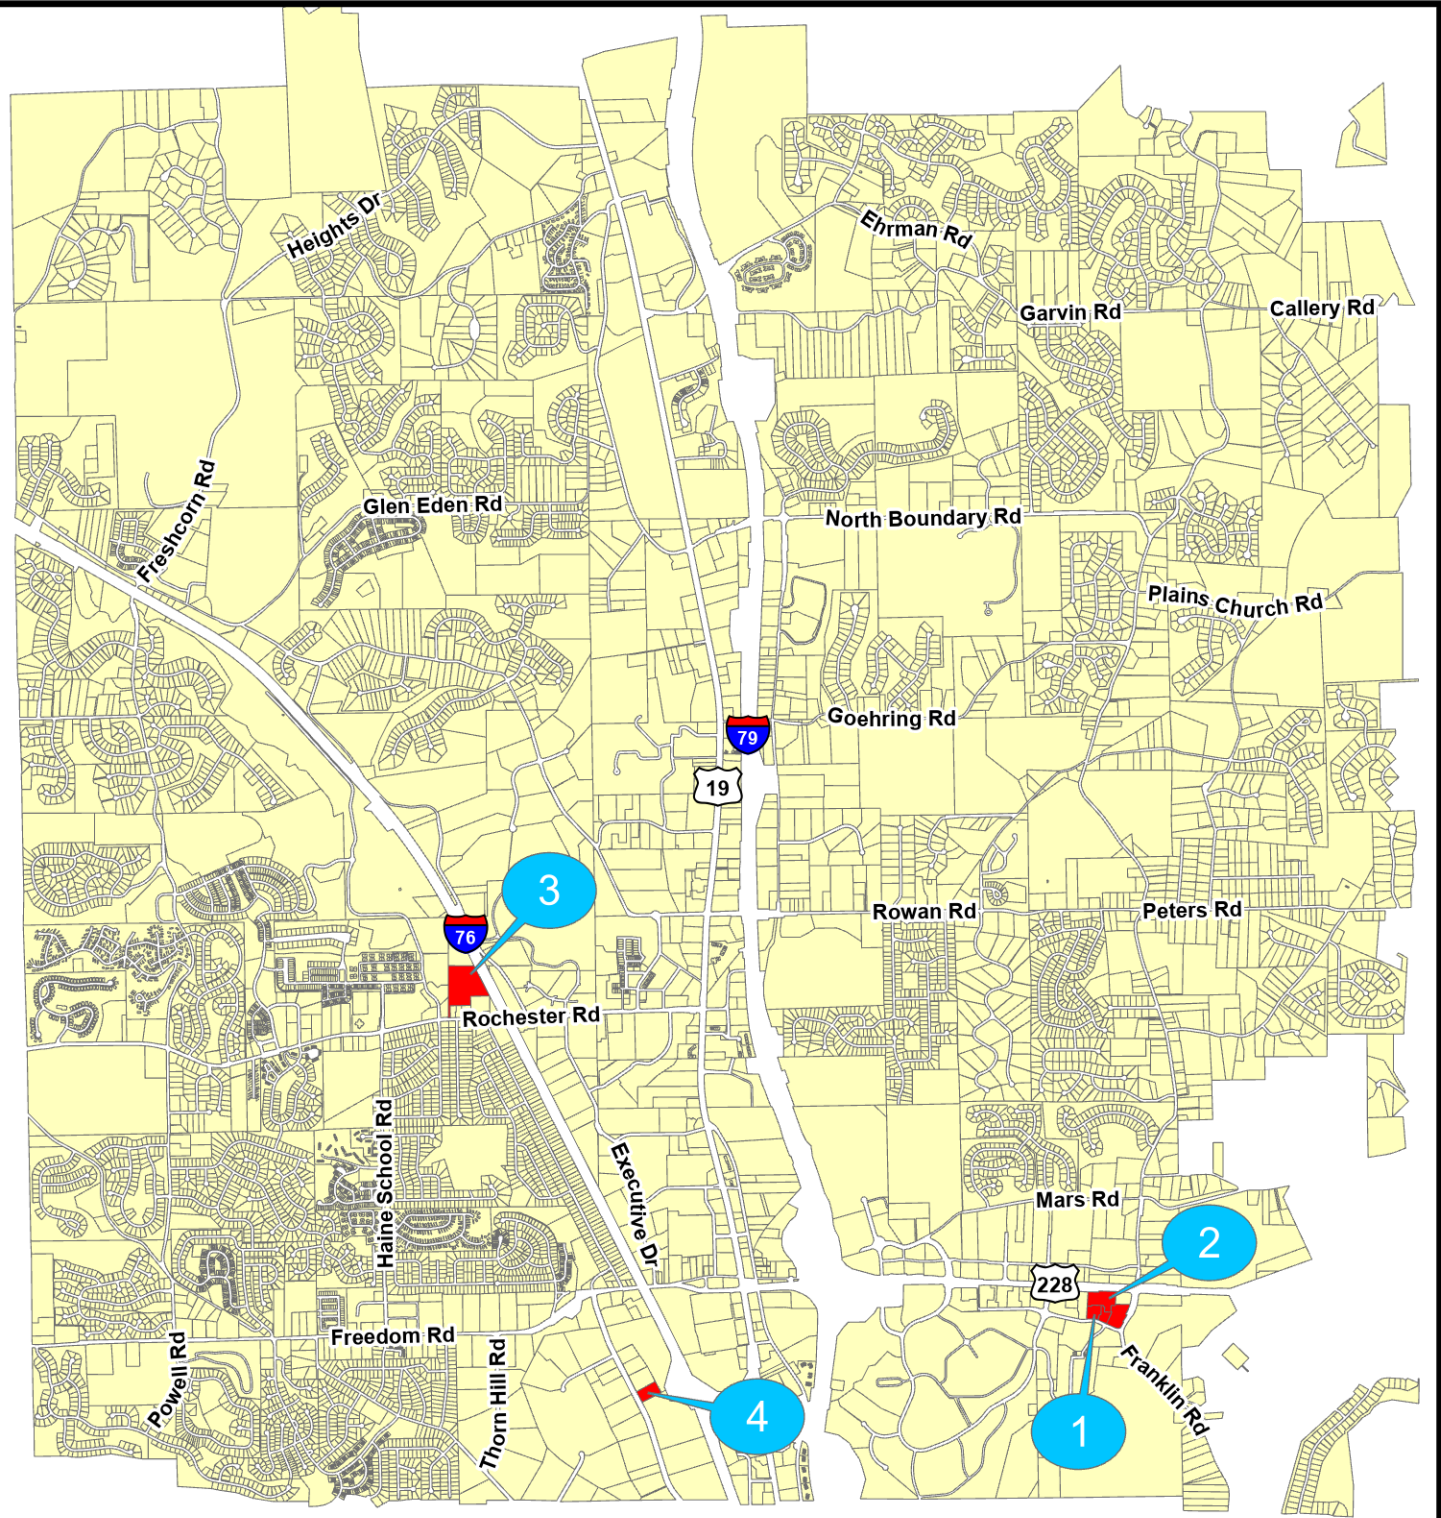 Heights Dr
Ehrman Rd
Garvin Rd
Callery Rd
Freshcorn Rd
Glen Eden Rd
North Boundary Rd
Plains Church Rd
Goehring Rd
79
19
3
76
Rowan Rd
Peters Rd
Rochester Rd
Haine School Rd
Executive Dr
Mars Rd
2
228
Freedom Rd
Powell Rd
Thorn Hill Rd
Franklin Rd
4
1